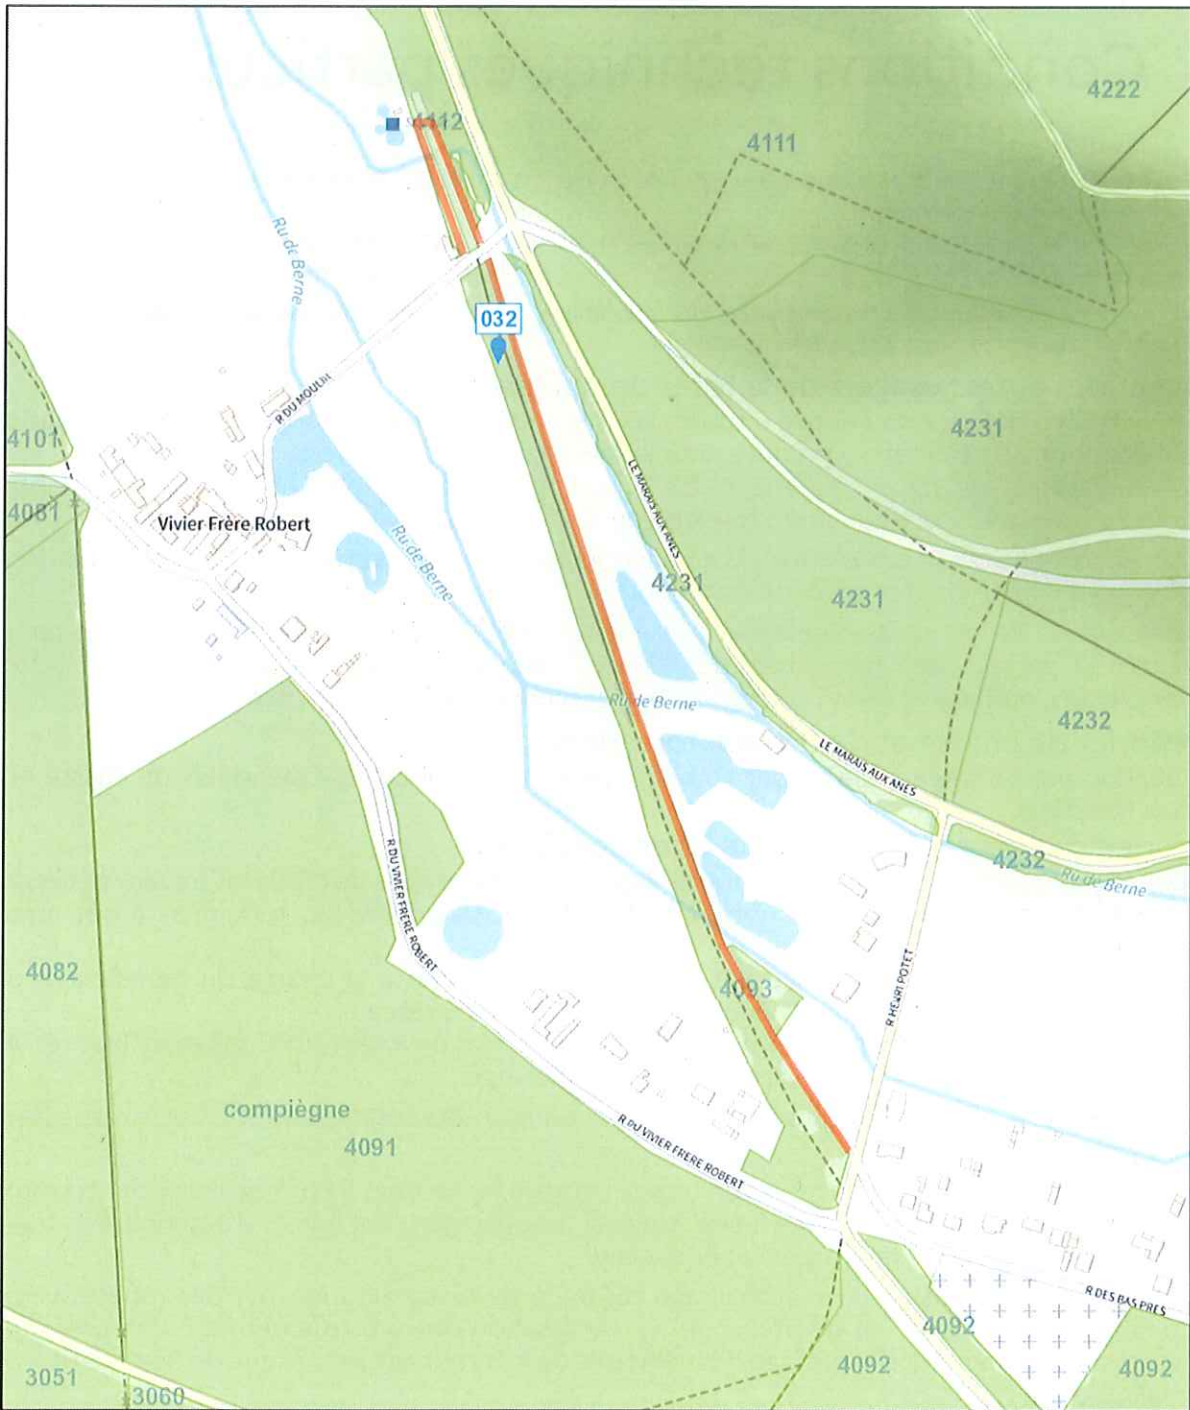 4222
4112
4111
Ru de Berne
032
R DU MOULIN
4101
4231
4081
LE MARAIS AUX ANES
Vivier Frère Robert
Ru de Berne
4231
4231
Ru de Berne
4232
LE MARAIS AUX ANES
4232
Ru de Berne
R DU VIVIER FRERE ROBERT
4082
4093
R HENRI POTET
compiègne
4091
R DU VIVIER FRERE ROBERT
R DES BAS PRES
4092
4092
4092
3051
3060